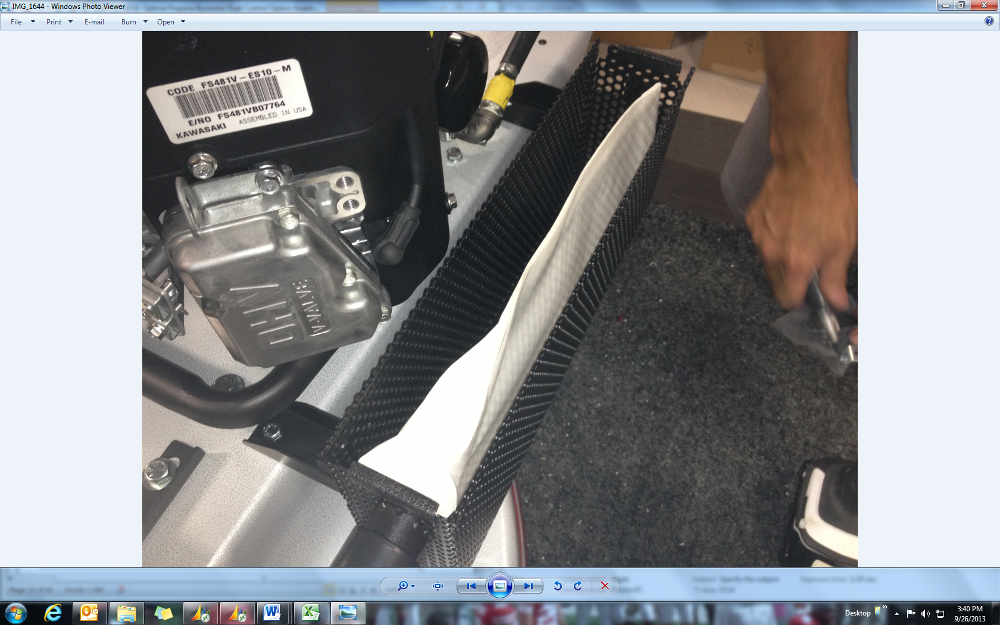 IMG_1644 - Windows Photo Viewer
File
Print
E-mail
Burn
Open
CODE FS481V-ES10-M
E/NO FS481VB07764
KAWASAKI ASSEMBLED IN USA
OHV
V-VALVE
Desktop
3:40 PM
9/26/2013